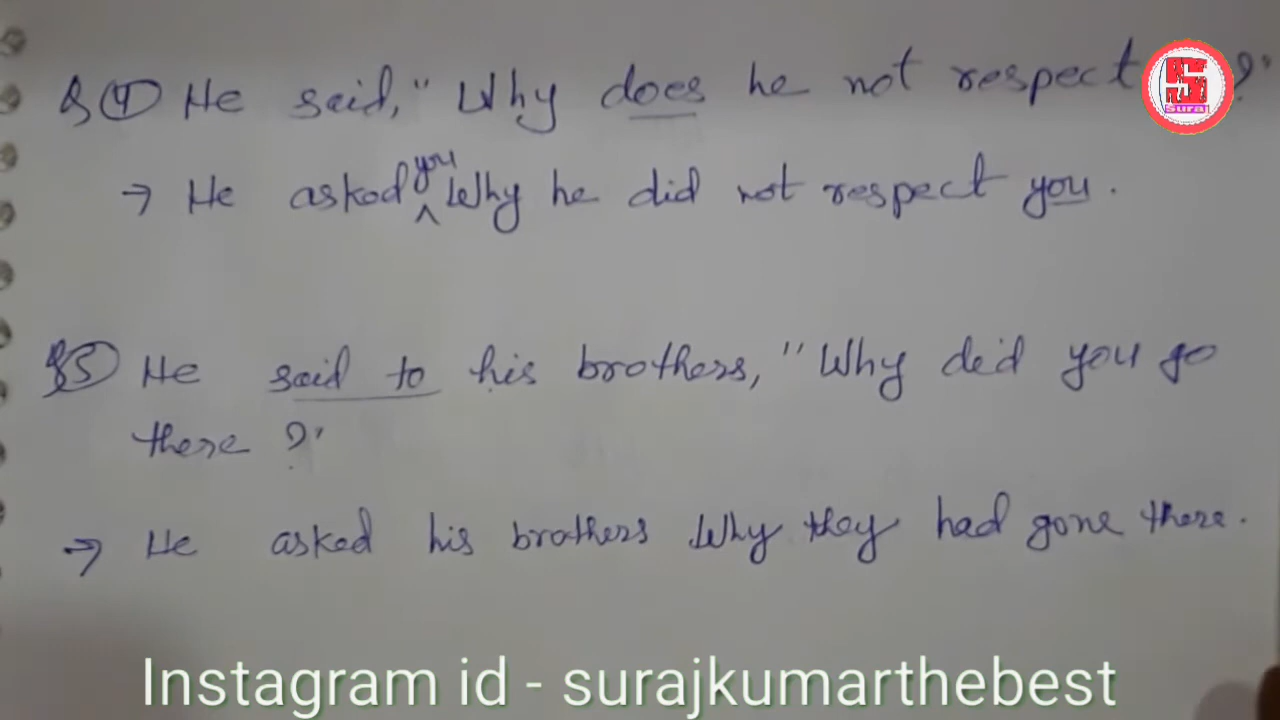 Q④ He said, " Why does he not respect ?"
you
→ He asked ^ Why he did not respect you.
Q⑤ He said to his brothers, " Why did you go
there ?'
→ He asked his brothers Why they had gone there.
S
Suraj
Instagram id - surajkumarthebest